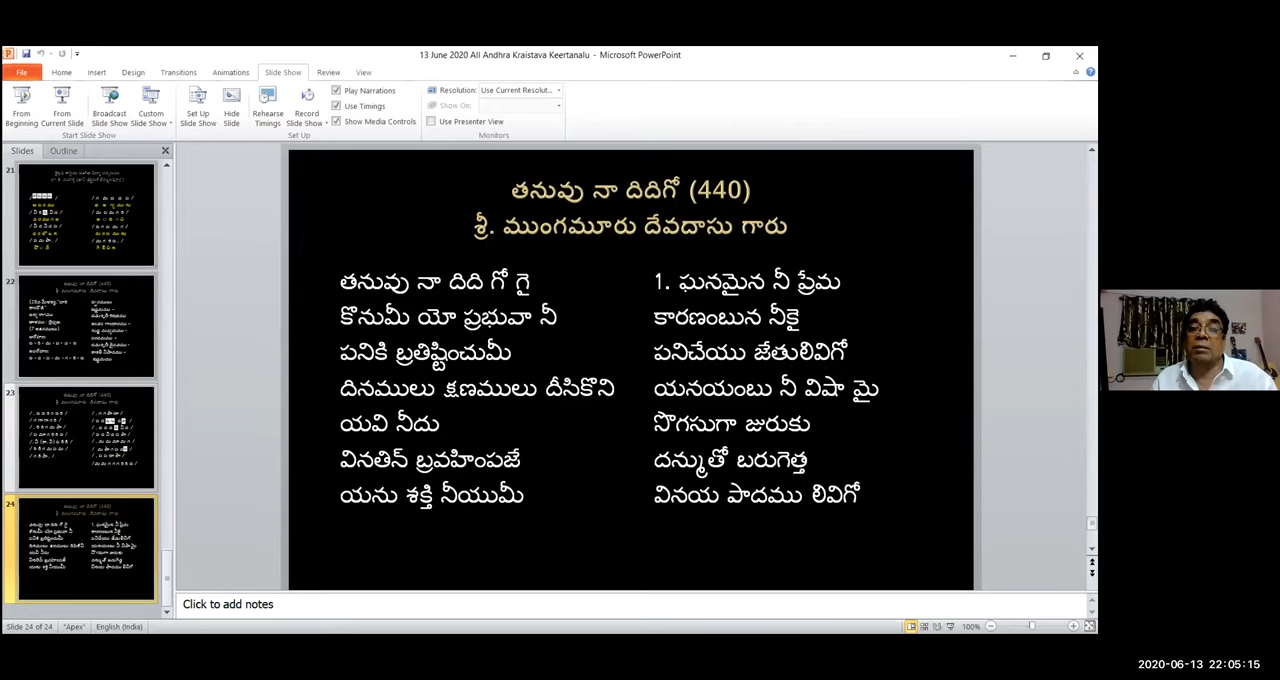 13 June 2020 All Andhra Kraistava Keertanalu - Microsoft PowerPoint
File Home Insert Design Transitions Animations Slide Show Review View
From Beginning
From Current Slide
Broadcast Slide Show
Custom Slide Show
Start Slide Show
Set Up Slide Show
Hide Slide
Rehearse Timings
Record Slide Show
Play Narrations
Use Timings
Show Media Controls
Set Up
Resolution: Use Current Resolut...
Show On:
Use Presenter View
Monitors
Slides Outline
21
22
23
24
తనువు నా దిదిగో (440)
శ్రీ. ముంగమూరు దేవదాసు గారు
తనువు నా దిది గో గై
కొనుమీ యో ప్రభువా నీ
పనికి బ్రతిష్టించుమీ
దినములు క్షణములు దీసికొని
యవి నీదు
వినతిన్ బ్రవహింపజే
యను శక్తి నీయుమీ
1. ఘనమైన నీ ప్రేమ
కారణంబున నీకై
పనిచేయు జేతులివిగో
యనయంబు నీ విషా మై
సొగసుగా జురుకు
దన్ముతో బరుగెత్త
వినయ పాదము లివిగో
Click to add notes
Slide 24 of 24 "Apex" English (India) 100%
2020-06-13 22:05:15